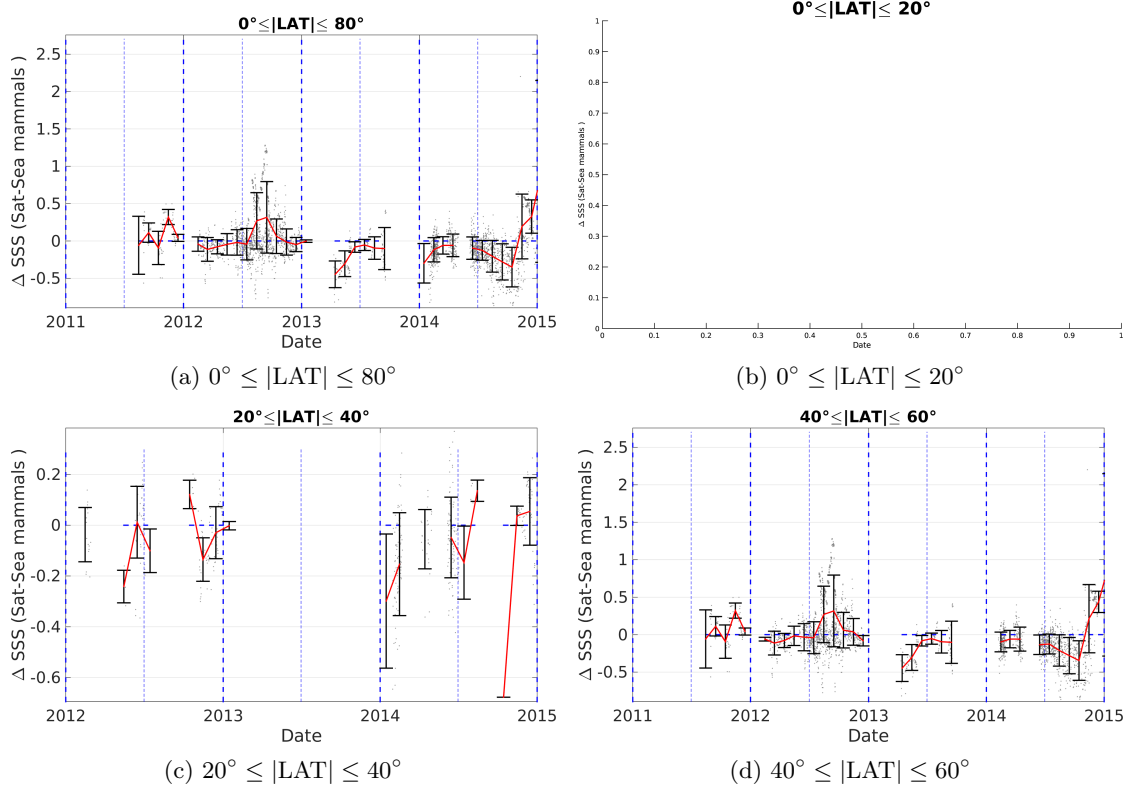 0°≤|LAT|≤ 80°
Δ SSS (Sat-Sea mammals )
2.5
2
1.5
1
0.5
0
-0.5
2011 2012 2013 2014 2015
Date
(a) 0° ≤ |LAT| ≤ 80°
0°≤|LAT|≤ 20°
Δ SSS (Sat-Sea mammals )
1
0.9
0.8
0.7
0.6
0.5
0.4
0.3
0.2
0.1
0
0 0.1 0.2 0.3 0.4 0.5 0.6 0.7 0.8 0.9 1
Date
(b) 0° ≤ |LAT| ≤ 20°
20°≤|LAT|≤ 40°
Δ SSS (Sat-Sea mammals )
0.2
0
-0.2
-0.4
-0.6
2012 2013 2014 2015
Date
(c) 20° ≤ |LAT| ≤ 40°
40°≤|LAT|≤ 60°
Δ SSS (Sat-Sea mammals )
2.5
2
1.5
1
0.5
0
-0.5
2011 2012 2013 2014 2015
Date
(d) 40° ≤ |LAT| ≤ 60°